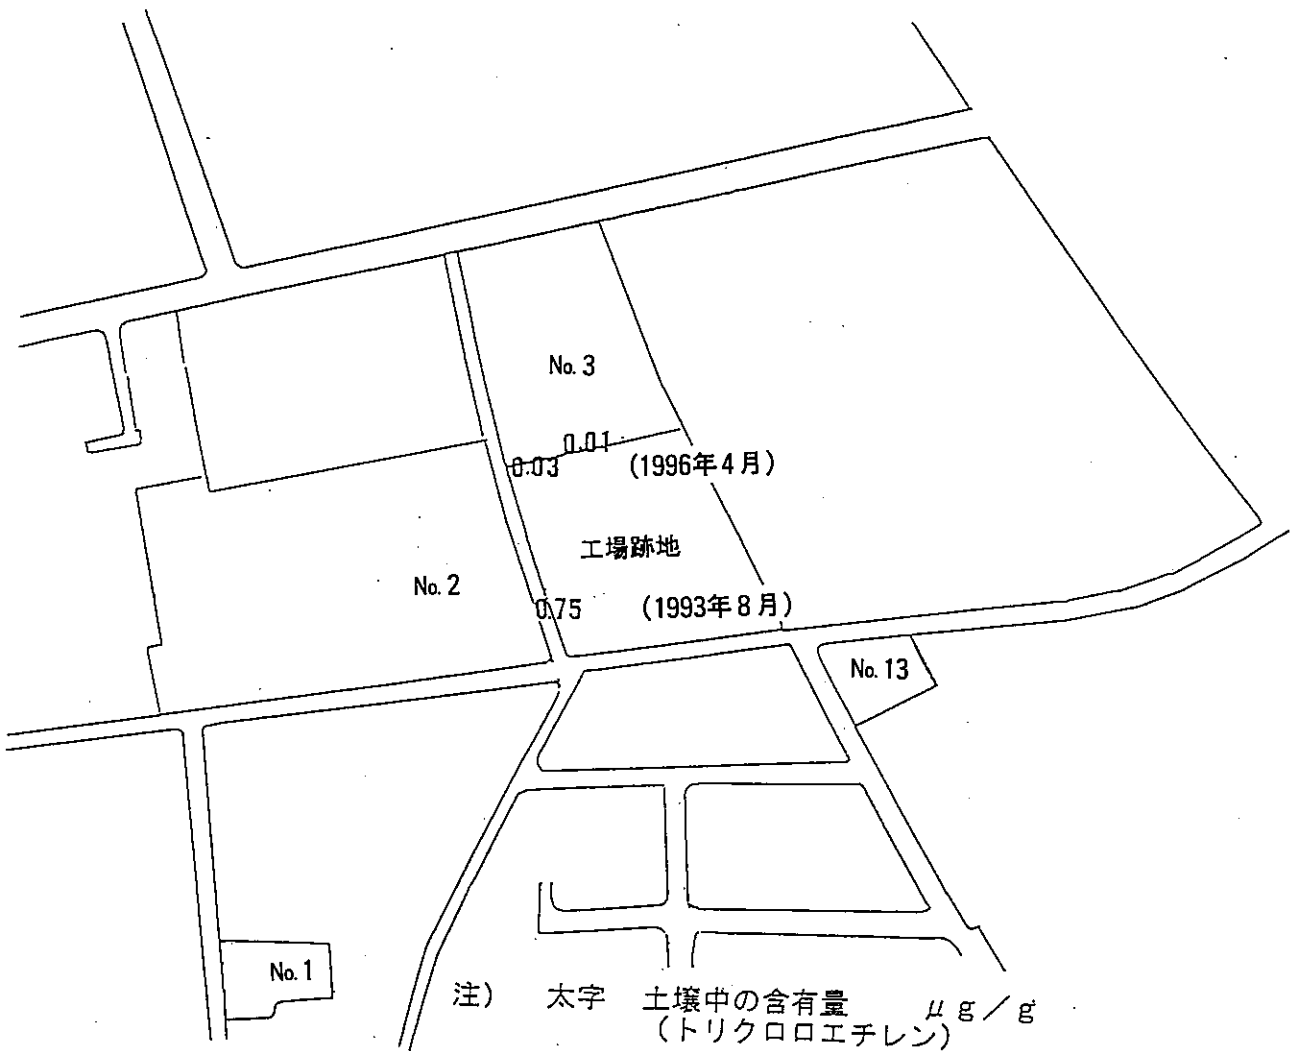 No.3
0.01
0.03 (1996年4月)
工場跡地
No.2
0.75 (1993年8月)
No.13
No.1
注) 太字 土壌中の含有量 μg/g
(トリクロロエチレン)